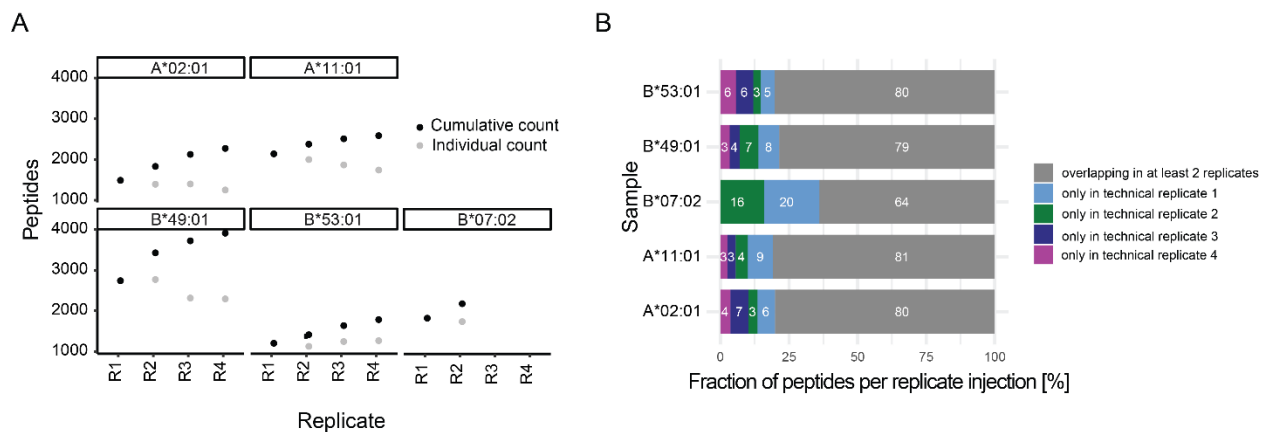 A
Peptides
4000
3000
2000
1000
A*02:01
A*11:01
Cumulative count
Individual count
4000
3000
2000
1000
B*49:01
B*53:01
B*07:02
R1 R2 R3 R4 R1 R2 R3 R4 R1 R2 R3 R4
Replicate
B
Sample
0 25 50 75 100
B*53:01 6 6 3 5 80
B*49:01 3 4 7 8 79
B*07:02 16 20 64
A*11:01 3 3 4 9 81
A*02:01 4 7 3 6 80
0 25 50 75 100
Fraction of peptides per replicate injection [%]
overlapping in at least 2 replicates
only in technical replicate 1
only in technical replicate 2
only in technical replicate 3
only in technical replicate 4